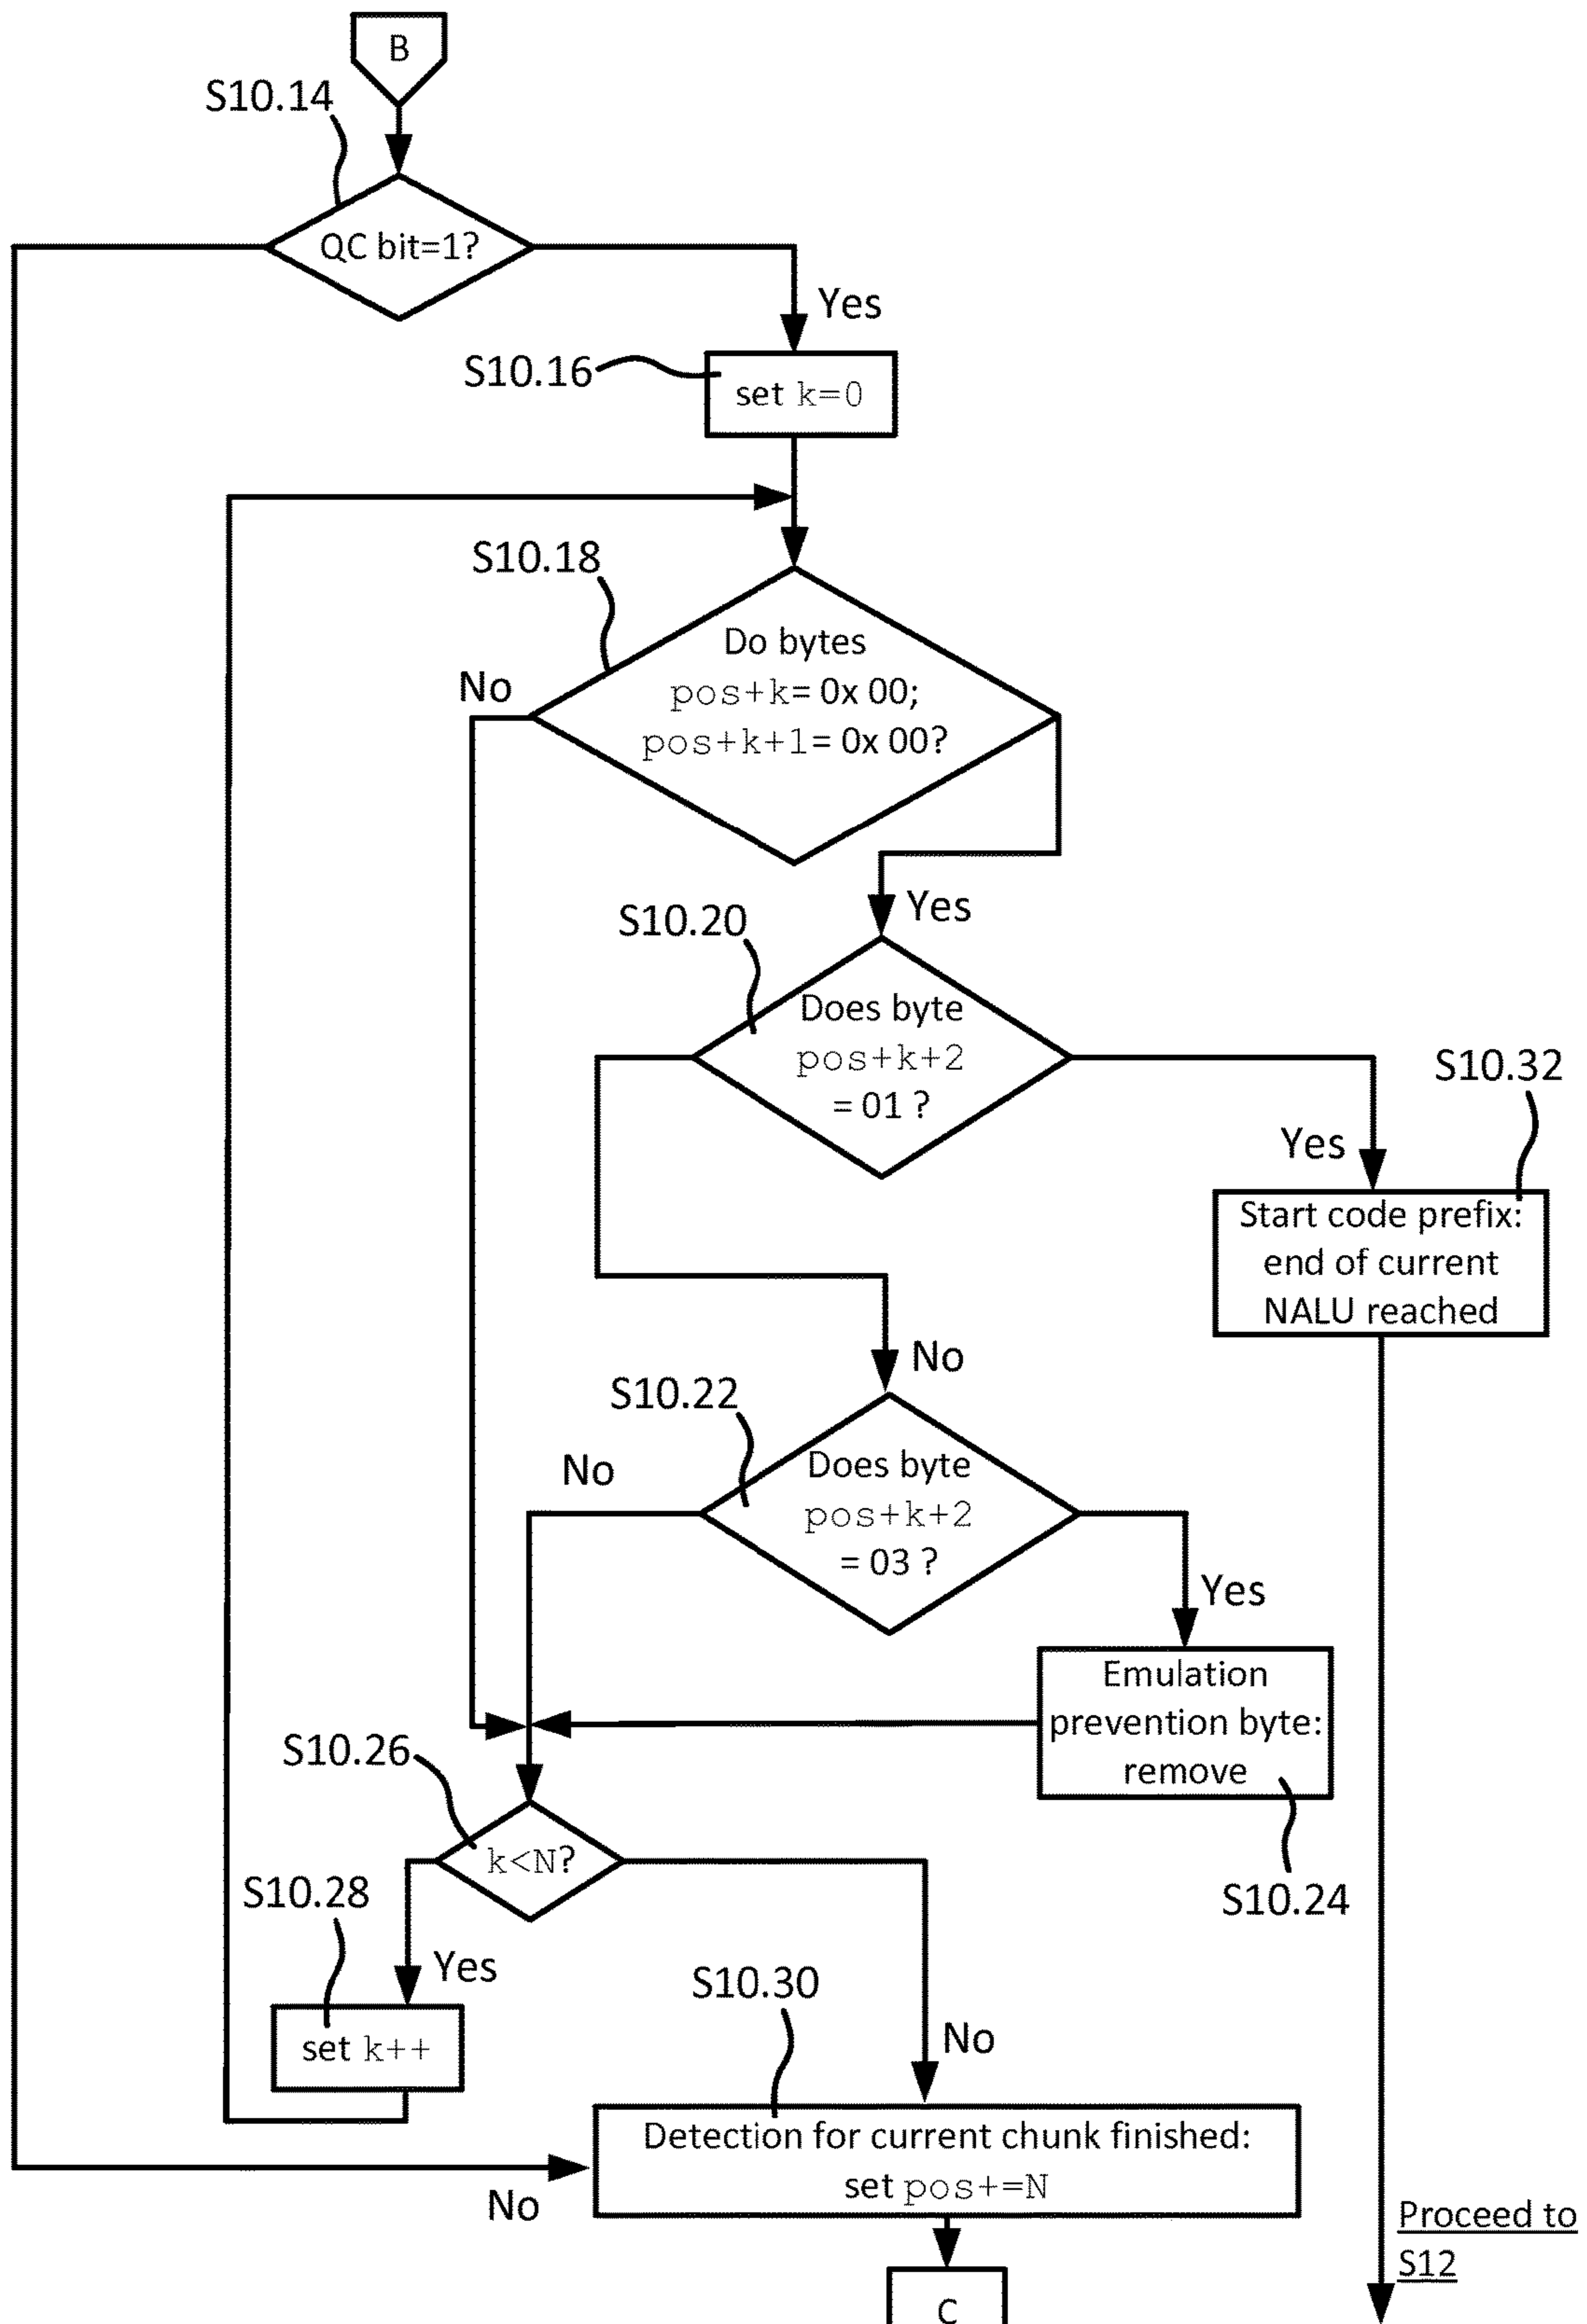 B
S10.14
QC bit=1?
Yes
S10.16
set k=0
S10.18
Do bytes
No
pos+k= 0x 00;
pos+k+1= 0x 00?
Yes
S10.20
Does byte
pos+k+2
= 01 ?
S10.32
Yes
Start code prefix:
end of current
NALU reached
No
S10.22
No
Does byte
pos+k+2
= 03 ?
Yes
Emulation
prevention byte:
remove
S10.26
k<N?
S10.24
S10.28
Yes
S10.30
No
set k++
Detection for current chunk finished:
set pos+=N
No
Proceed to
S12
C